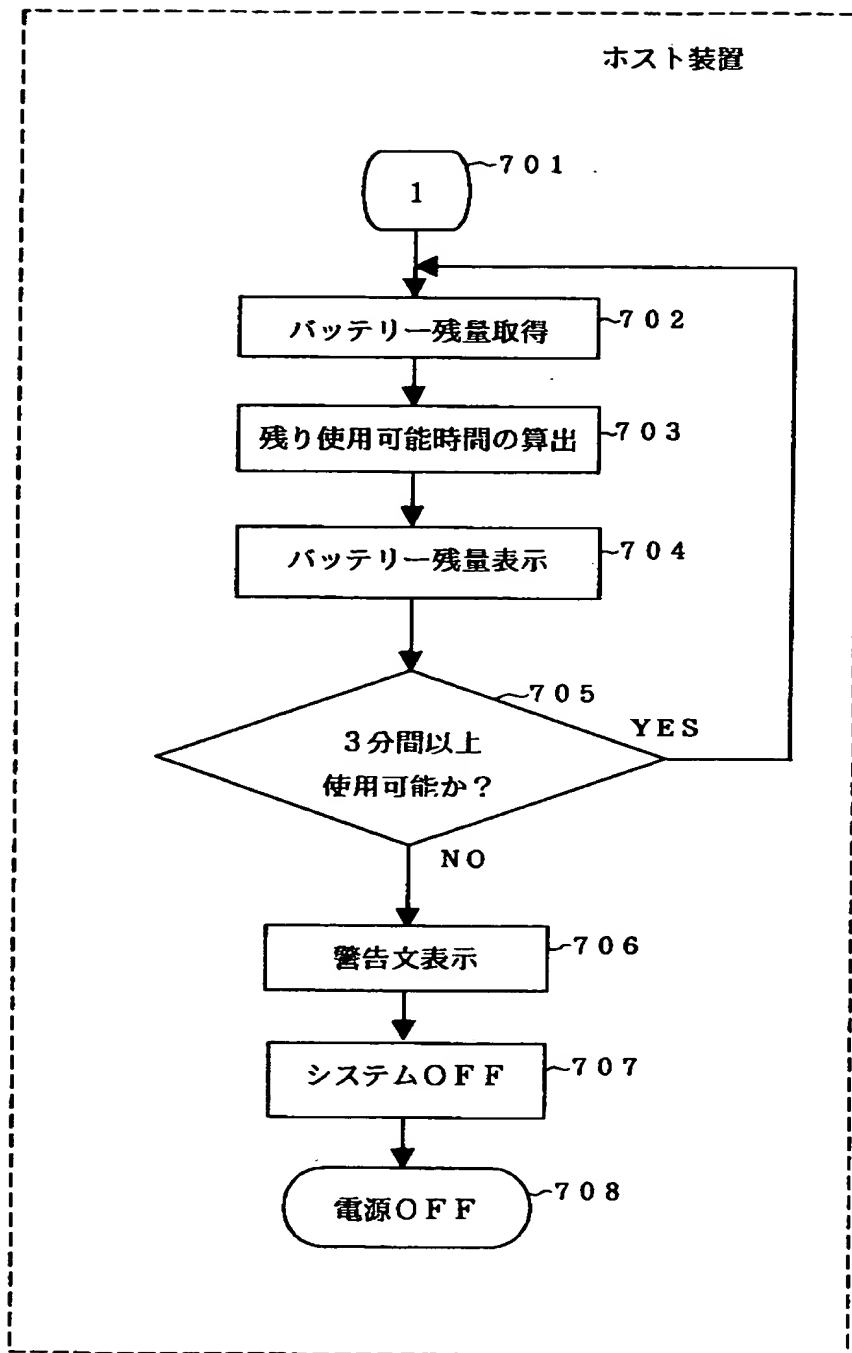 ホスト装置
701
1
バッテリー残量取得
702
残り使用可能時間の算出
703
バッテリー残量表示
704
705
3分間以上
使用可能か?
YES
NO
警告文表示
706
システムOFF
707
電源OFF
708